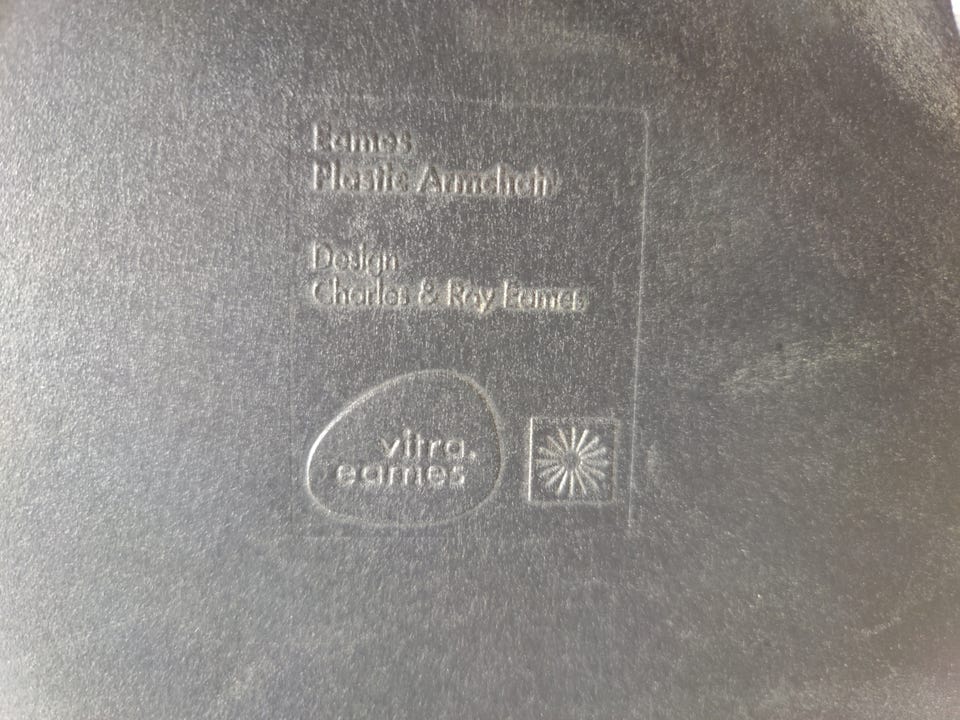 Eames
Plastic Armchair
Design
Charles & Ray Eames
vitra.
eames